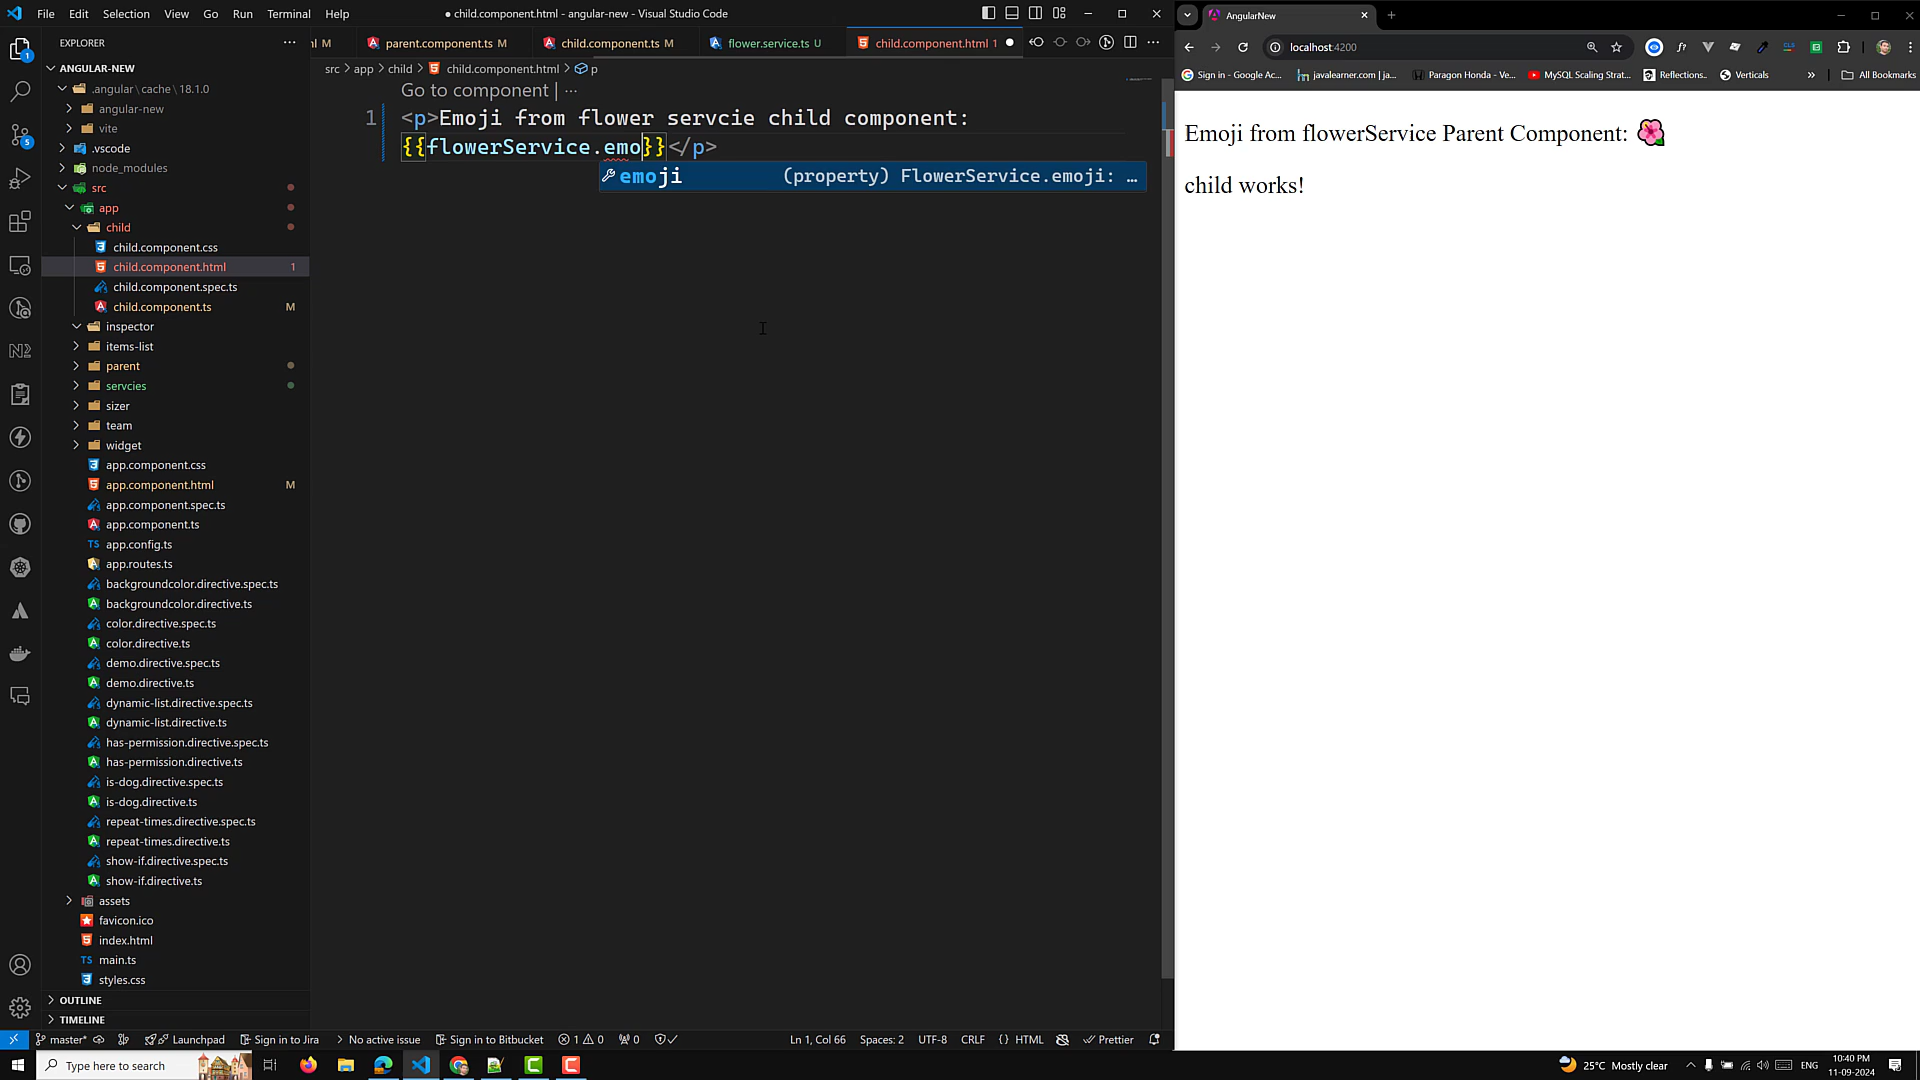 File Edit Selection View Go Run Terminal Help
● child.component.html - angular-new - Visual Studio Code
AngularNew
EXPLORER
ml M
parent.component.ts M
child.component.ts M
flower.service.ts U
child.component.html 1
localhost:4200
ANGULAR-NEW
src > app > child > child.component.html > p
Sign in - Google Ac...
javalearner.com | ja...
Paragon Honda - Ve...
MySQL Scaling Strat...
Reflections..
Verticals
»
All Bookmarks
.angular \ cache \ 18.1.0
angular-new
vite
.vscode
node_modules
src
app
child
child.component.css
child.component.html 1
child.component.spec.ts
child.component.ts M
inspector
items-list
parent
servcies
sizer
team
widget
app.component.css
app.component.html M
app.component.spec.ts
app.component.ts
TS app.config.ts
app.routes.ts
backgroundcolor.directive.spec.ts
backgroundcolor.directive.ts
color.directive.spec.ts
color.directive.ts
demo.directive.spec.ts
demo.directive.ts
dynamic-list.directive.spec.ts
dynamic-list.directive.ts
has-permission.directive.spec.ts
has-permission.directive.ts
is-dog.directive.spec.ts
is-dog.directive.ts
repeat-times.directive.spec.ts
repeat-times.directive.ts
show-if.directive.spec.ts
show-if.directive.ts
assets
favicon.ico
index.html
TS main.ts
styles.css
OUTLINE
TIMELINE
Go to component | ...
1 <p>Emoji from flower servcie child component:
{{flowerService.emo}}</p>
emoji (property) FlowerService.emoji: …
Emoji from flowerService Parent Component: 🌺
child works!
master* Launchpad Sign in to Jira No active issue Sign in to Bitbucket 1 0 0 Ln 1, Col 66 Spaces: 2 UTF-8 CRLF {} HTML Prettier
Type here to search
25°C Mostly clear
ENG
10:40 PM
11-09-2024